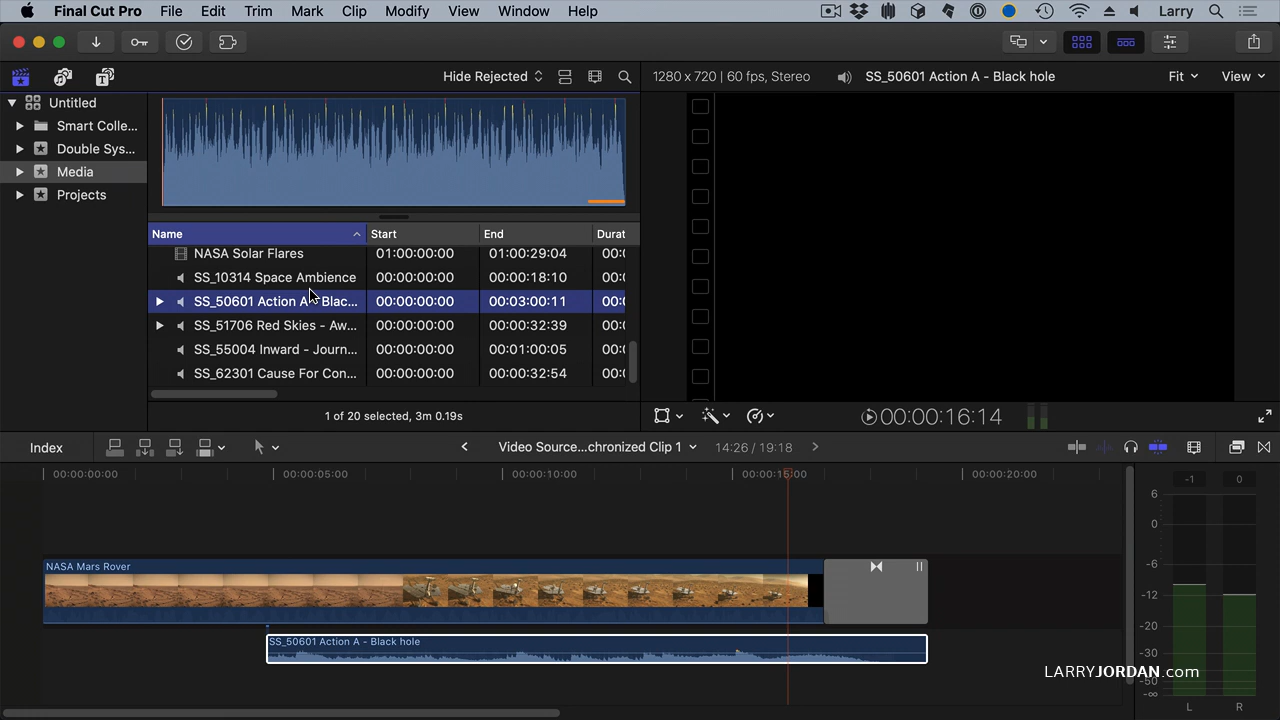 Final Cut Pro File Edit Trim Mark Clip Modify View Window Help Larry
Hide Rejected 1280 x 720 | 60 fps, Stereo SS_50601 Action A - Black hole Fit View
Untitled
Smart Colle...
Double Sys...
Media
Projects
Name Start End Durat
NASA Solar Flares 01:00:00:00 01:00:29:04 00:0
SS_10314 Space Ambience 00:00:00:00 00:00:18:10 00:0
SS_50601 Action A - Blac... 00:00:00:00 00:03:00:11 00:0
SS_51706 Red Skies - Aw... 00:00:00:00 00:00:32:39 00:0
SS_55004 Inward - Journ... 00:00:00:00 00:01:00:05 00:0
SS_62301 Cause For Con... 00:00:00:00 00:00:32:54 00:0
1 of 20 selected, 3m 0.19s
00:00:16:14
Index Video Source...chronized Clip 1 14:26 / 19:18
00:00:00:00 00:00:05:00 00:00:10:00 00:00:15:00 00:00:20:00
-1 0
6
0
-6
-12
-20
-30
-50
-∞
L R
NASA Mars Rover
SS_50601 Action A - Black hole
LARRYJORDAN.com